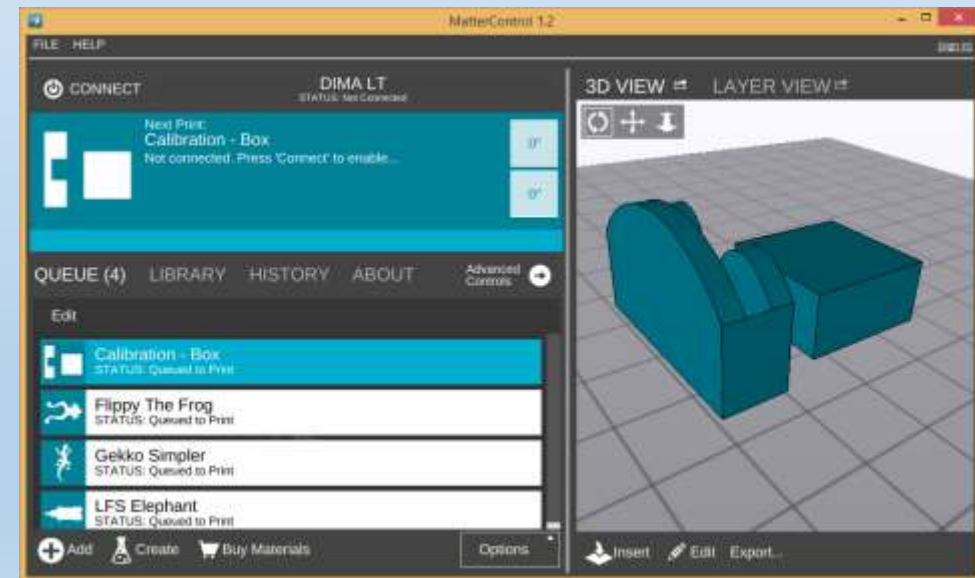 MatterControl 1.2
FILE HELP
CONNECT
DIMA LT
STATUS: Not Connected
Next Print:
Calibration - Box
Not connected. Press 'Connect' to enable...
0°
0°
QUEUE (4) LIBRARY HISTORY ABOUT
Advanced
Controls
Edit
Calibration - Box
STATUS: Queued to Print
Flippy The Frog
STATUS: Queued to Print
Gekko Simpler
STATUS: Queued to Print
LFS Elephant
STATUS: Queued to Print
Add Create Buy Materials Options
3D VIEW LAYER VIEW
Insert Edit Export...